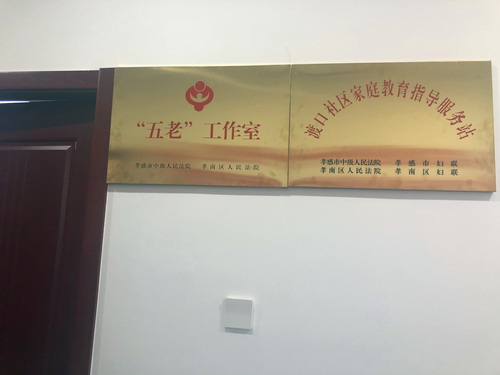 “五老”工作室
孝感市中级人民法院 孝南区人民法院
渡口社区家庭教育指导服务站
孝感市中级人民法院 孝感市妇联
孝南区人民法院 孝南区妇联